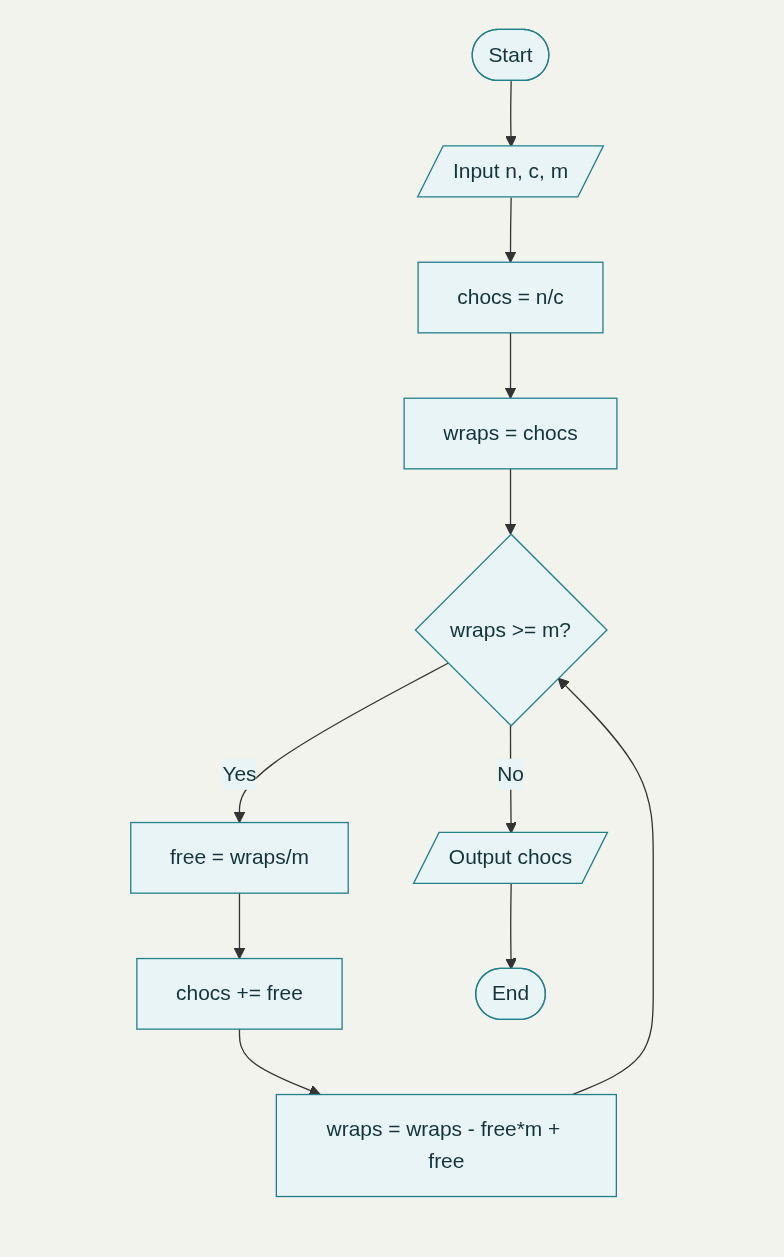 Start
Input n, c, m
chocs = n/c
wraps = chocs
wraps >= m?
Yes
No
free = wraps/m
Output chocs
chocs += free
End
wraps = wraps - free*m +
free